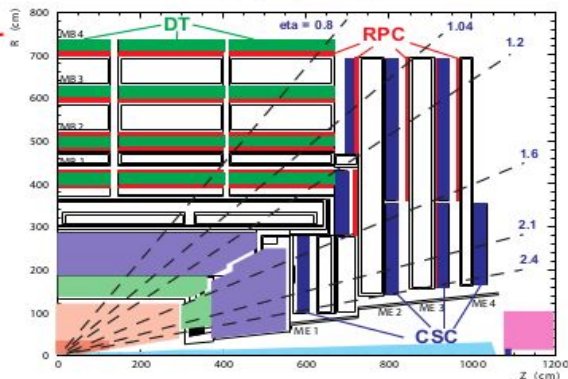 R (cm)
800
700
600
500
400
300
200
100
0
MB 4
MB 3
MB 2
MB 1
DT
eta = 0.8
1.04
RPC
1.2
1.6
2.1
2.4
ME 1
ME 2
ME 3
ME 4
CSC
0
200
400
600
800
1000
1200
Z (cm)